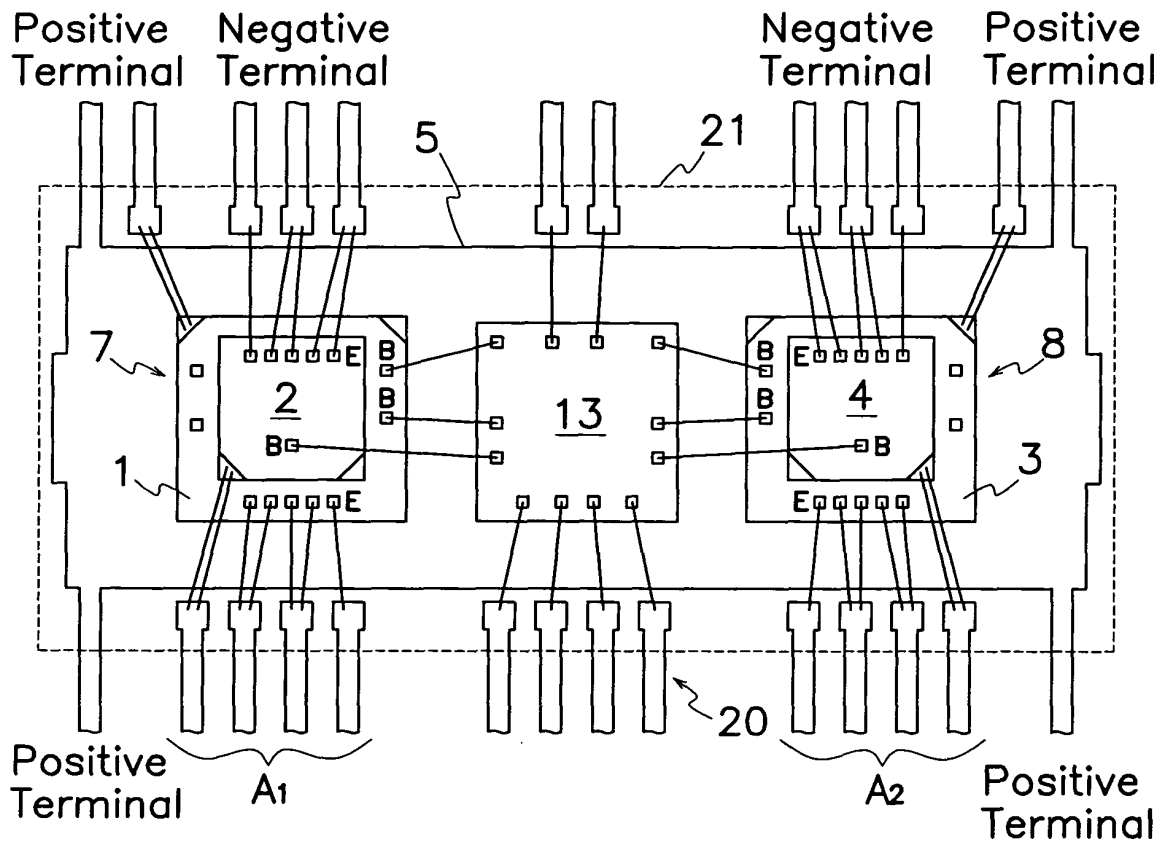 Positive
Terminal
Negative
Terminal
Negative
Terminal
Positive
Terminal
5
21
7
E
B
B
2
B
1
E
13
B
B
E
4
B
8
3
E
20
A1
A2
Positive
Terminal
Positive
Terminal